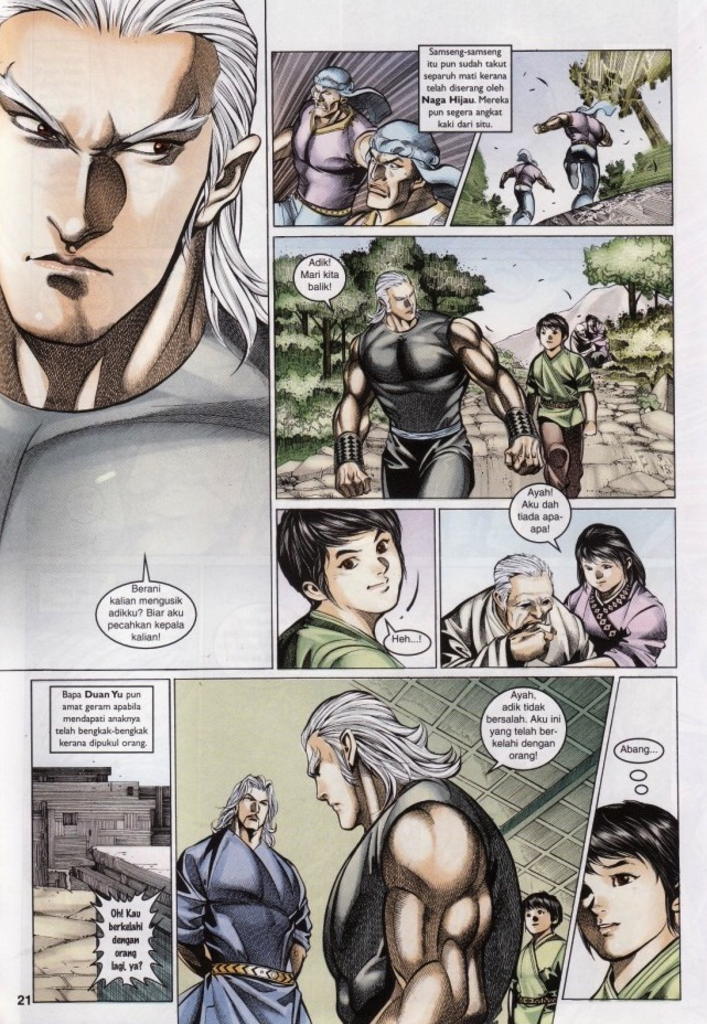 Berani
kalian mengusik
adikku? Biar aku
pecahkan kepala
kalian!
Samseng-samseng
itu pun sudah takut
separuh mati kerana
telah diserang oleh
Naga Hijau. Mereka
pun segera angkat
kaki dari situ.
Adik!
Mari kita
balik!
Heh...!
Ayah!
Aku dah
tiada apa-
apa!
Bapa Duan Yu pun
amat geram apabila
mendapati anaknya
telah bengkak-bengkak
kerana dipukul orang.
Oh! Kau
berkelahi
dengan
orang
lagi, ya?
Ayah,
adik tidak
bersalah. Aku ini
yang telah ber-
kelahi dengan
orang!
Abang...
21